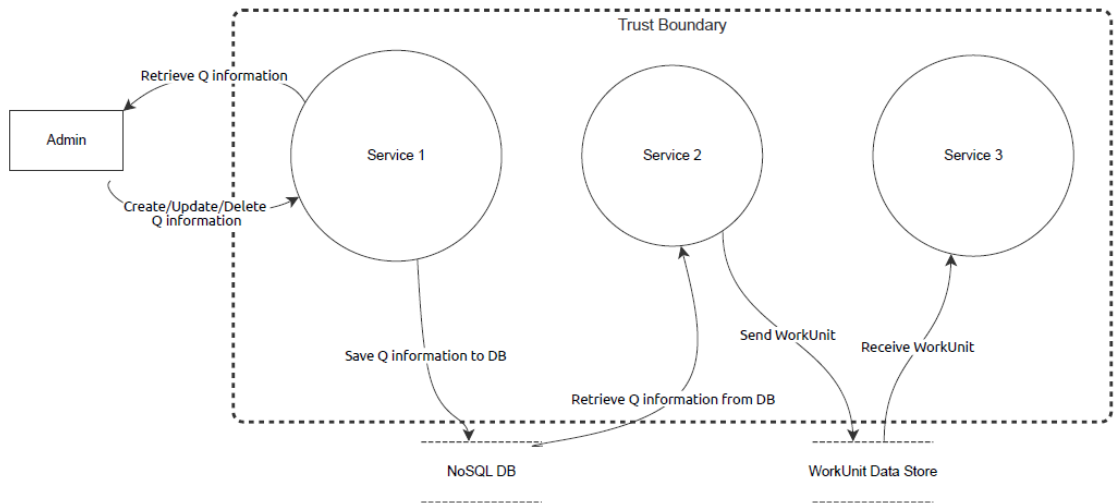 Trust Boundary
Retrieve Q information
Admin
Service 1
Service 2
Service 3
Create/Update/Delete
Q information
Save Q information to DB
Send WorkUnit
Receive WorkUnit
Retrieve Q information from DB
NoSQL DB
WorkUnit Data Store